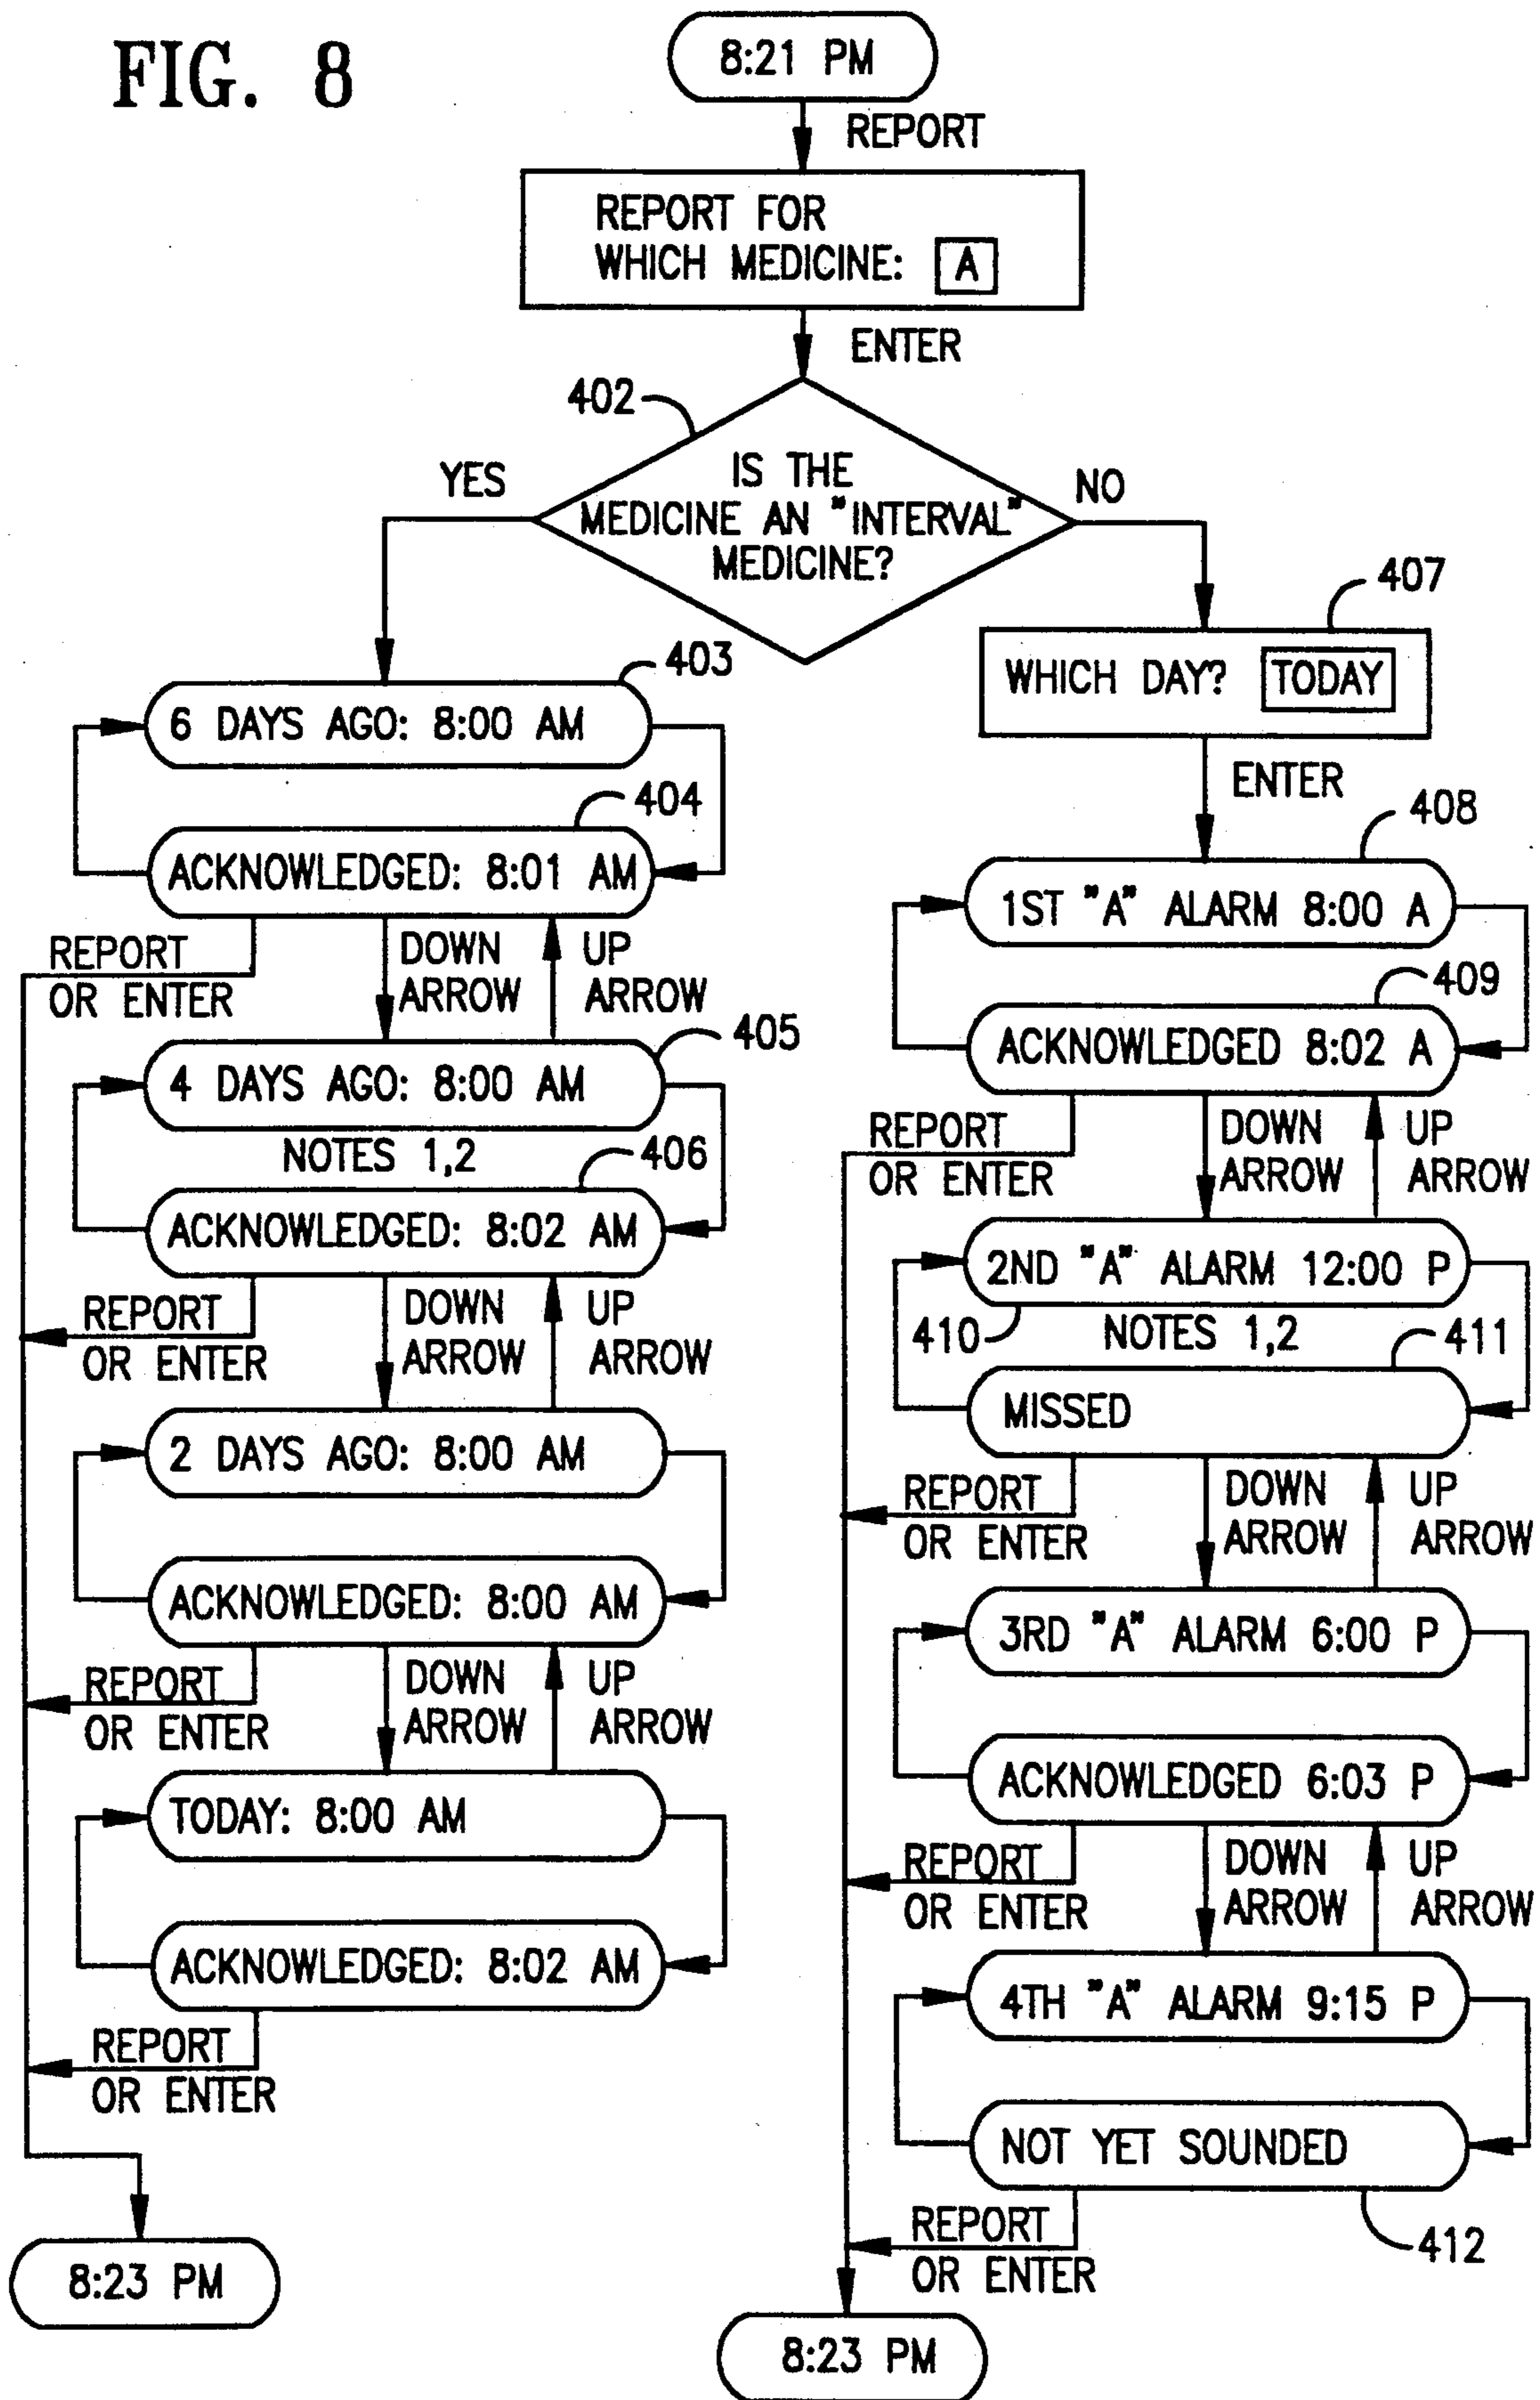 FIG. 8
8:21 PM
REPORT
REPORT FOR
WHICH MEDICINE: A
ENTER
402
IS THE
MEDICINE AN "INTERVAL"
MEDICINE?
YES
NO
403
6 DAYS AGO: 8:00 AM
404
ACKNOWLEDGED: 8:01 AM
REPORT
OR ENTER
DOWN
ARROW
UP
ARROW
405
4 DAYS AGO: 8:00 AM
NOTES 1,2
406
ACKNOWLEDGED: 8:02 AM
REPORT
OR ENTER
DOWN
ARROW
UP
ARROW
2 DAYS AGO: 8:00 AM
ACKNOWLEDGED: 8:00 AM
REPORT
OR ENTER
DOWN
ARROW
UP
ARROW
TODAY: 8:00 AM
ACKNOWLEDGED: 8:02 AM
REPORT
OR ENTER
8:23 PM
407
WHICH DAY? TODAY
ENTER
408
1ST "A" ALARM 8:00 A
409
ACKNOWLEDGED 8:02 A
REPORT
OR ENTER
DOWN
ARROW
UP
ARROW
2ND "A" ALARM 12:00 P
410
NOTES 1,2
411
MISSED
REPORT
OR ENTER
DOWN
ARROW
UP
ARROW
3RD "A" ALARM 6:00 P
ACKNOWLEDGED 6:03 P
REPORT
OR ENTER
DOWN
ARROW
UP
ARROW
4TH "A" ALARM 9:15 P
NOT YET SOUNDED
REPORT
OR ENTER
412
8:23 PM